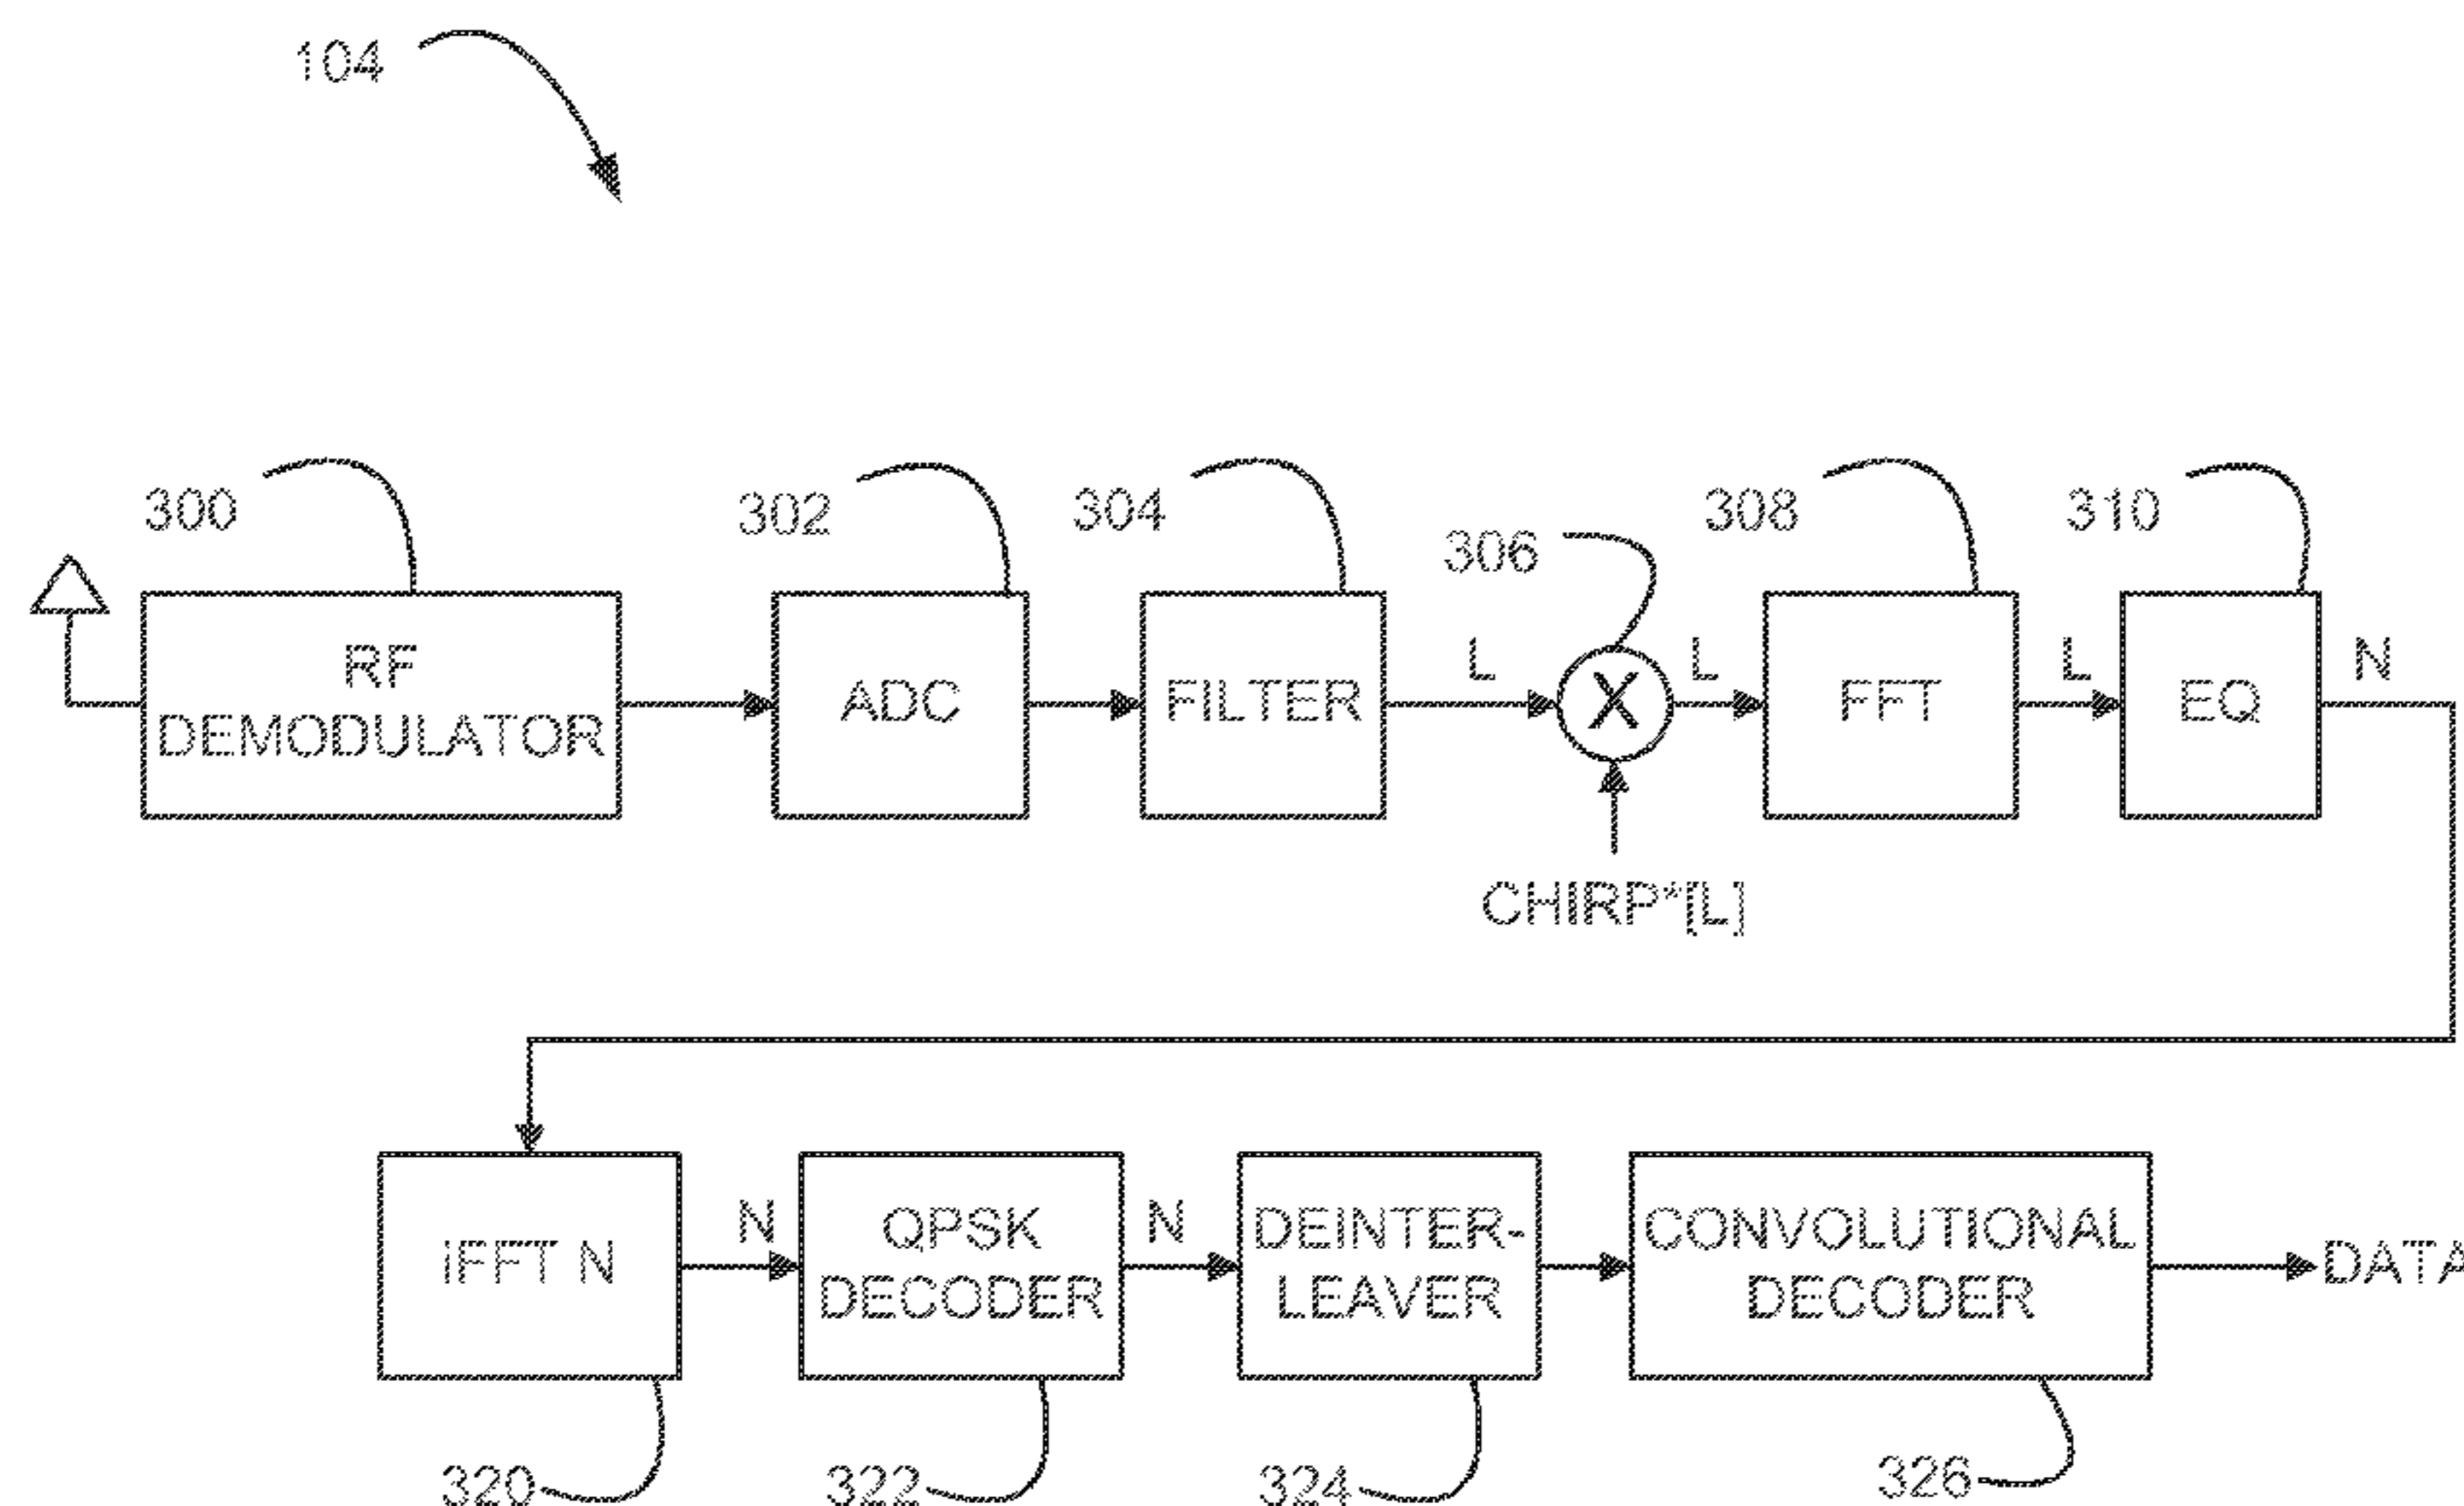 104
300
302
304
306
308
310
RF
DEMODULATOR
ADC
FILTER
L
X
L
FFT
L
EQ
N
CHIRP*[L]
IFFT N
N
QPSK
DECODER
N
DEINTER-
LEAVER
CONVOLUTIONAL
DECODER
DATA
320
322
324
326